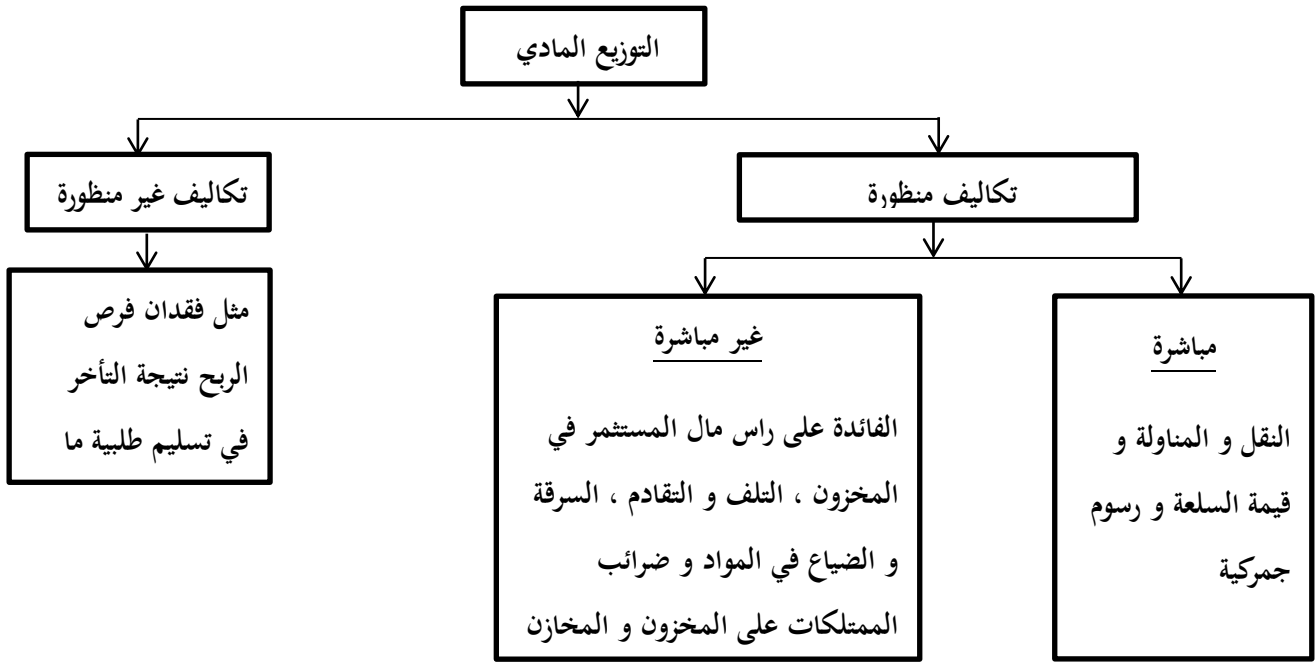 التوزيع المادي
تكاليف منظورة
تكاليف غير منظورة
مباشرة
النقل و المناولة و
قيمة السلعة و رسوم
جمركية
غير مباشرة
الفائدة على راس مال المستثمر في
المخزون ، التلف و التقادم ، السرقة
و الضياع في المواد و ضرائب
الممتلكات على المخزون و المخازن
مثل فقدان فرص
الربح نتيجة التأخر
في تسليم طلبية ما